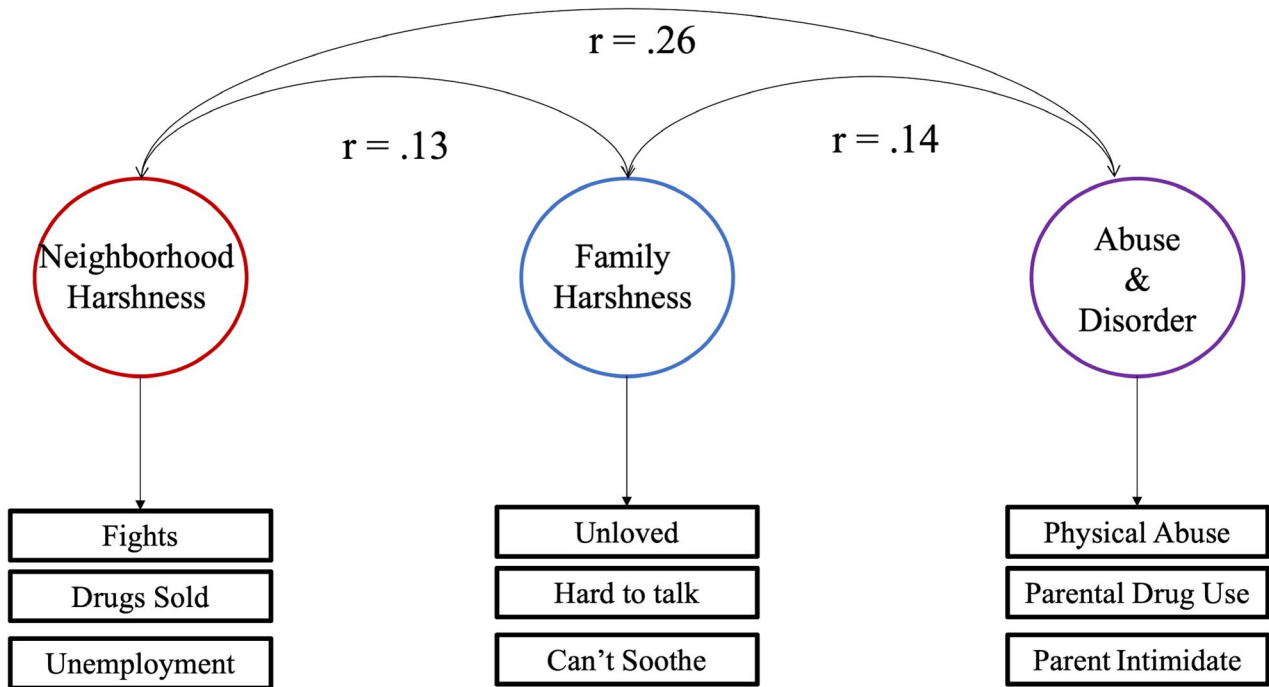 r = .26
r = .13
r = .14
Neighborhood
Harshness
Family
Harshness
Abuse
&
Disorder
Fights
Drugs Sold
Unemployment
Unloved
Hard to talk
Can’t Soothe
Physical Abuse
Parental Drug Use
Parent Intimidate